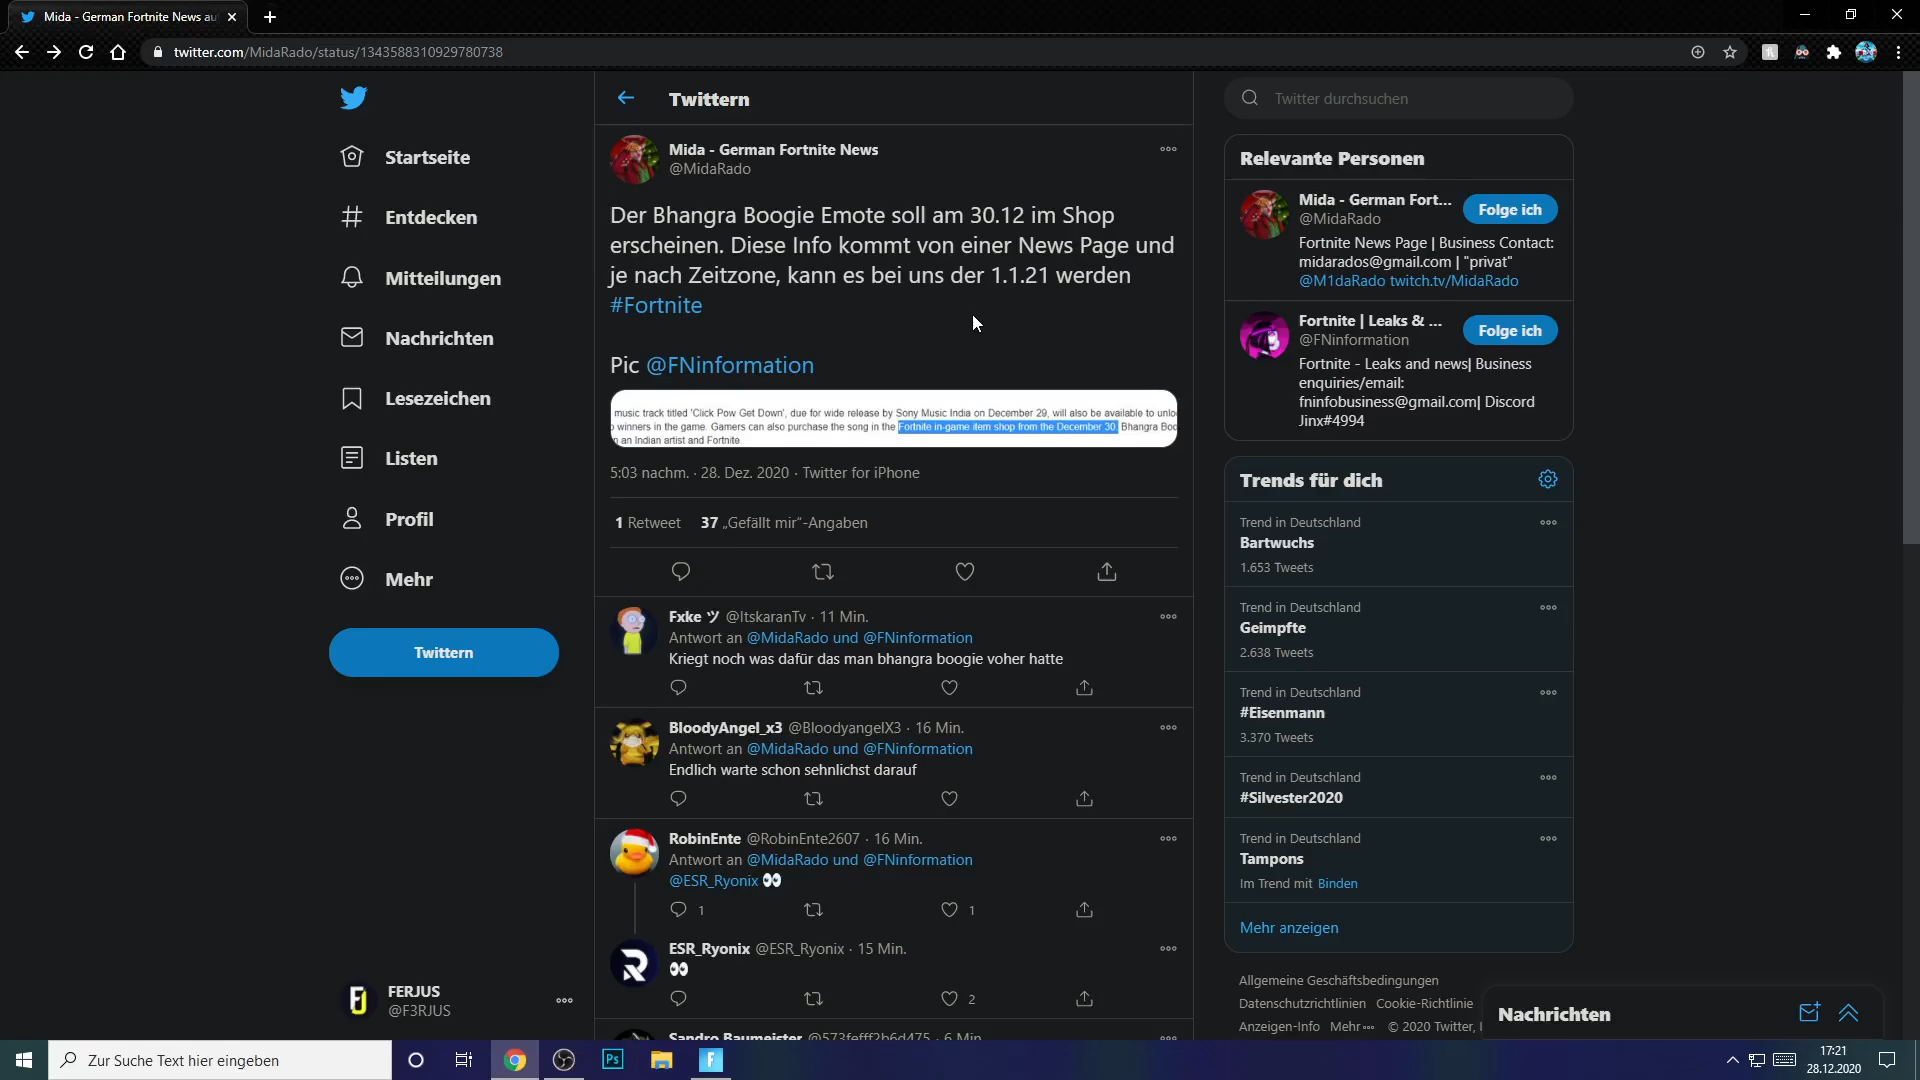 Mida - German Fortnite News au
twitter.com/MidaRado/status/1343588310929780738
Startseite
Entdecken
Mitteilungen
Nachrichten
Lesezeichen
Listen
Profil
Mehr
Twittern
FERJUS
@F3RJUS
Twittern
Mida - German Fortnite News
@MidaRado
Der Bhangra Boogie Emote soll am 30.12 im Shop
erscheinen. Diese Info kommt von einer News Page und
je nach Zeitzone, kann es bei uns der 1.1.21 werden
#Fortnite
Pic @FNinformation
music track titled 'Click Pow Get Down', due for wide release by Sony Music India on December 29, will also be available to unlo
winners in the game. Gamers can also purchase the song in the Fortnite in-game item shop from the December 30. Bhangra Boo
an Indian artist and Fortnite.
5:03 nachm. · 28. Dez. 2020 · Twitter for iPhone
1 Retweet 37 „Gefällt mir“-Angaben
Fxke ツ @ItskaranTv · 11 Min.
Antwort an @MidaRado und @FNinformation
Kriegt noch was dafür das man bhangra boogie voher hatte
BloodyAngel_x3 @BloodyangelX3 · 16 Min.
Antwort an @MidaRado und @FNinformation
Endlich warte schon sehnlichst darauf
RobinEnte @RobinEnte2607 · 16 Min.
Antwort an @MidaRado und @FNinformation
@ESR_Ryonix 👀
1 1
ESR_Ryonix @ESR_Ryonix · 15 Min.
👀
2
Sandro Baumeister @573fefff2b6d475 · 6 Min.
Twitter durchsuchen
Relevante Personen
Mida - German Fort...
Folge ich
@MidaRado
Fortnite News Page | Business Contact:
midarados@gmail.com | "privat"
@M1daRado twitch.tv/MidaRado
Fortnite | Leaks & ...
Folge ich
@FNinformation
Fortnite - Leaks and news| Business
enquiries/email:
fninfobusiness@gmail.com| Discord
Jinx#4994
Trends für dich
Trend in Deutschland
Bartwuchs
1.653 Tweets
Trend in Deutschland
Geimpfte
2.638 Tweets
Trend in Deutschland
#Eisenmann
3.370 Tweets
Trend in Deutschland
#Silvester2020
Trend in Deutschland
Tampons
Im Trend mit Binden
Mehr anzeigen
Allgemeine Geschäftsbedingungen
Datenschutzrichtlinien Cookie-Richtlinie
Anzeigen-Info Mehr © 2020 Twitter, I
Nachrichten
Zur Suche Text hier eingeben
Ps
17:21
28.12.2020